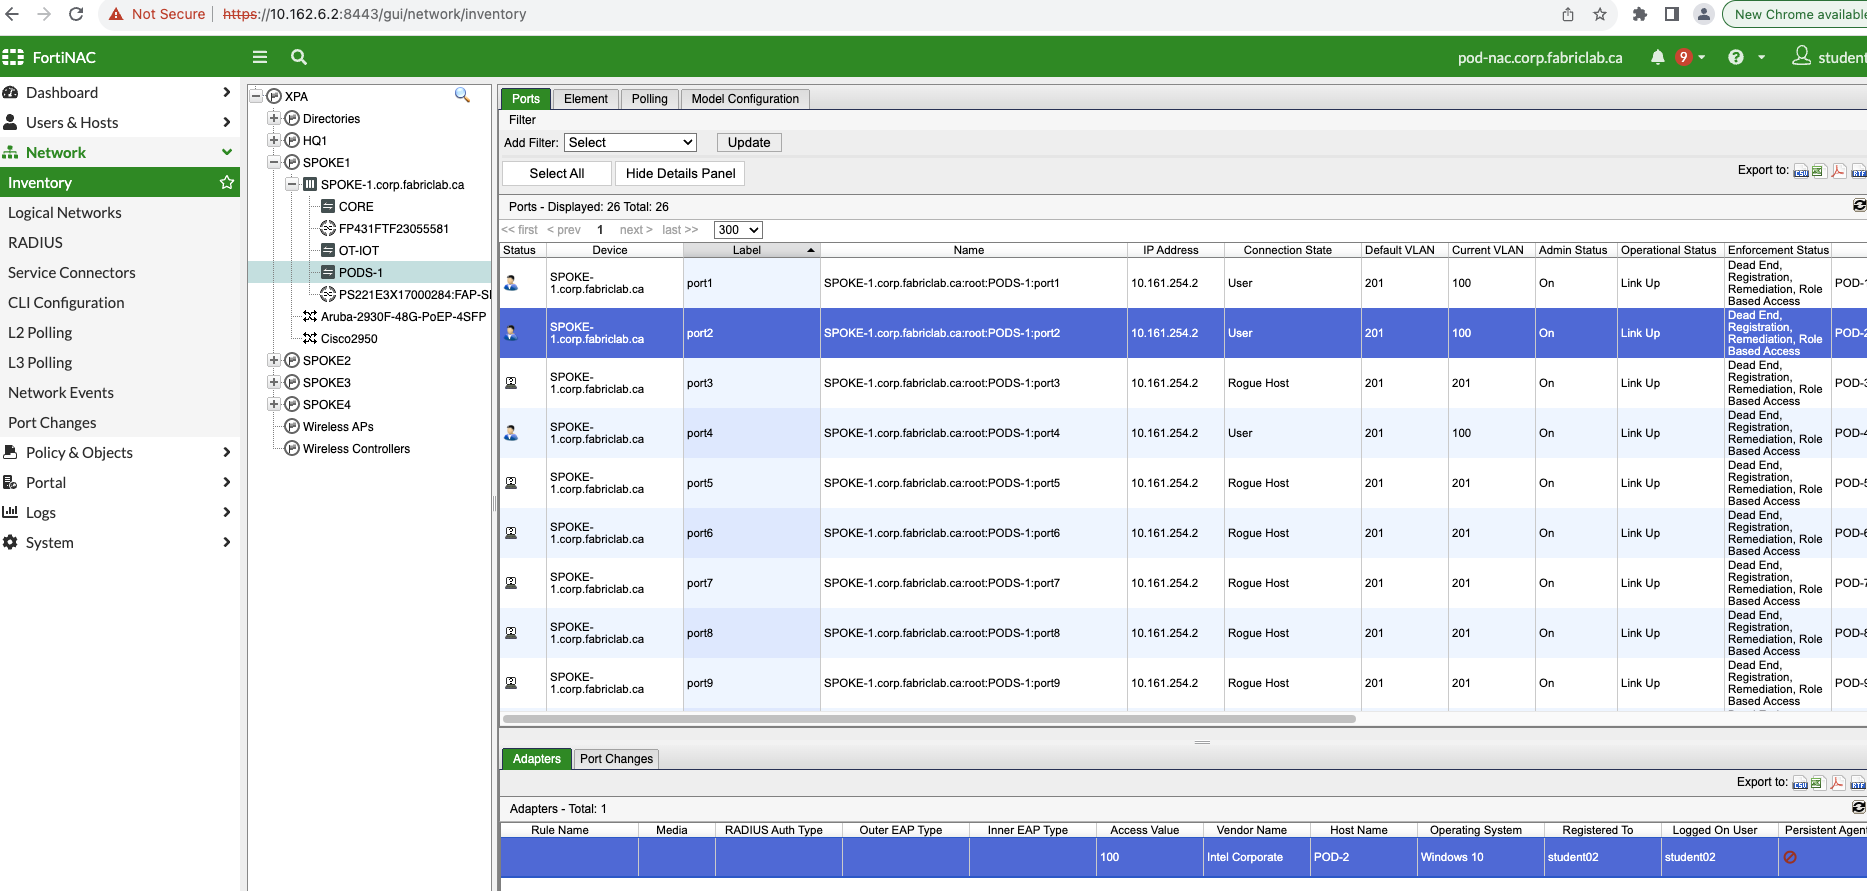 Not Secure https://10.162.6.2:8443/gui/network/inventory New Chrome available
FortiNAC pod-nac.corp.fabriclab.ca 9 student
Dashboard
Users & Hosts
Network
Inventory
Logical Networks
RADIUS
Service Connectors
CLI Configuration
L2 Polling
L3 Polling
Network Events
Port Changes
Policy & Objects
Portal
Logs
System
XPA
Directories
HQ1
SPOKE1
SPOKE-1.corp.fabriclab.ca
CORE
FP431FTF23055581
OT-IOT
PODS-1
PS221E3X17000284:FAP-S
Aruba-2930F-48G-PoEP-4SFP
Cisco2950
SPOKE2
SPOKE3
SPOKE4
Wireless APs
Wireless Controllers
Ports Element Polling Model Configuration
Filter
Add Filter: Select Update
Select All Hide Details Panel
Export to: CSV RTF
Ports - Displayed: 26 Total: 26
<< first < prev 1 next > last >> 300
Status Device Label Name IP Address Connection State Default VLAN Current VLAN Admin Status Operational Status Enforcement Status
SPOKE-1.corp.fabriclab.ca port1 SPOKE-1.corp.fabriclab.ca:root:PODS-1:port1 10.161.254.2 User 201 100 On Link Up Dead End, Registration, Remediation, Role Based Access POD-1
SPOKE-1.corp.fabriclab.ca port2 SPOKE-1.corp.fabriclab.ca:root:PODS-1:port2 10.161.254.2 User 201 100 On Link Up Dead End, Registration, Remediation, Role Based Access POD-2
SPOKE-1.corp.fabriclab.ca port3 SPOKE-1.corp.fabriclab.ca:root:PODS-1:port3 10.161.254.2 Rogue Host 201 201 On Link Up Dead End, Registration, Remediation, Role Based Access POD-3
SPOKE-1.corp.fabriclab.ca port4 SPOKE-1.corp.fabriclab.ca:root:PODS-1:port4 10.161.254.2 User 201 100 On Link Up Dead End, Registration, Remediation, Role Based Access POD-4
SPOKE-1.corp.fabriclab.ca port5 SPOKE-1.corp.fabriclab.ca:root:PODS-1:port5 10.161.254.2 Rogue Host 201 201 On Link Up Dead End, Registration, Remediation, Role Based Access POD-5
SPOKE-1.corp.fabriclab.ca port6 SPOKE-1.corp.fabriclab.ca:root:PODS-1:port6 10.161.254.2 Rogue Host 201 201 On Link Up Dead End, Registration, Remediation, Role Based Access POD-6
SPOKE-1.corp.fabriclab.ca port7 SPOKE-1.corp.fabriclab.ca:root:PODS-1:port7 10.161.254.2 Rogue Host 201 201 On Link Up Dead End, Registration, Remediation, Role Based Access POD-7
SPOKE-1.corp.fabriclab.ca port8 SPOKE-1.corp.fabriclab.ca:root:PODS-1:port8 10.161.254.2 Rogue Host 201 201 On Link Up Dead End, Registration, Remediation, Role Based Access POD-8
SPOKE-1.corp.fabriclab.ca port9 SPOKE-1.corp.fabriclab.ca:root:PODS-1:port9 10.161.254.2 Rogue Host 201 201 On Link Up Dead End, Registration, Remediation, Role Based Access POD-9
Adapters Port Changes
Export to: CSV RTF
Adapters - Total: 1
Rule Name Media RADIUS Auth Type Outer EAP Type Inner EAP Type Access Value Vendor Name Host Name Operating System Registered To Logged On User Persistent Agent
100 Intel Corporate POD-2 Windows 10 student02 student02